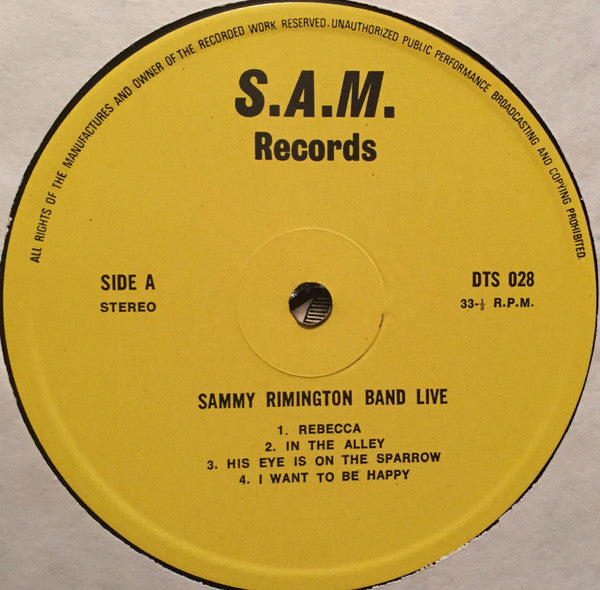 ALL RIGHTS OF THE MANUFACTURES AND OWNER OF THE RECORDED WORK RESERVED. UNAUTHORIZED PUBLIC PERFORMANCE BROADCASTING AND COPYING PROHIBITED.
S.A.M.
Records
SIDE A
STEREO
DTS 028
33-⅓ R.P.M.
SAMMY RIMINGTON BAND LIVE
1. REBECCA
2. IN THE ALLEY
3. HIS EYE IS ON THE SPARROW
4. I WANT TO BE HAPPY